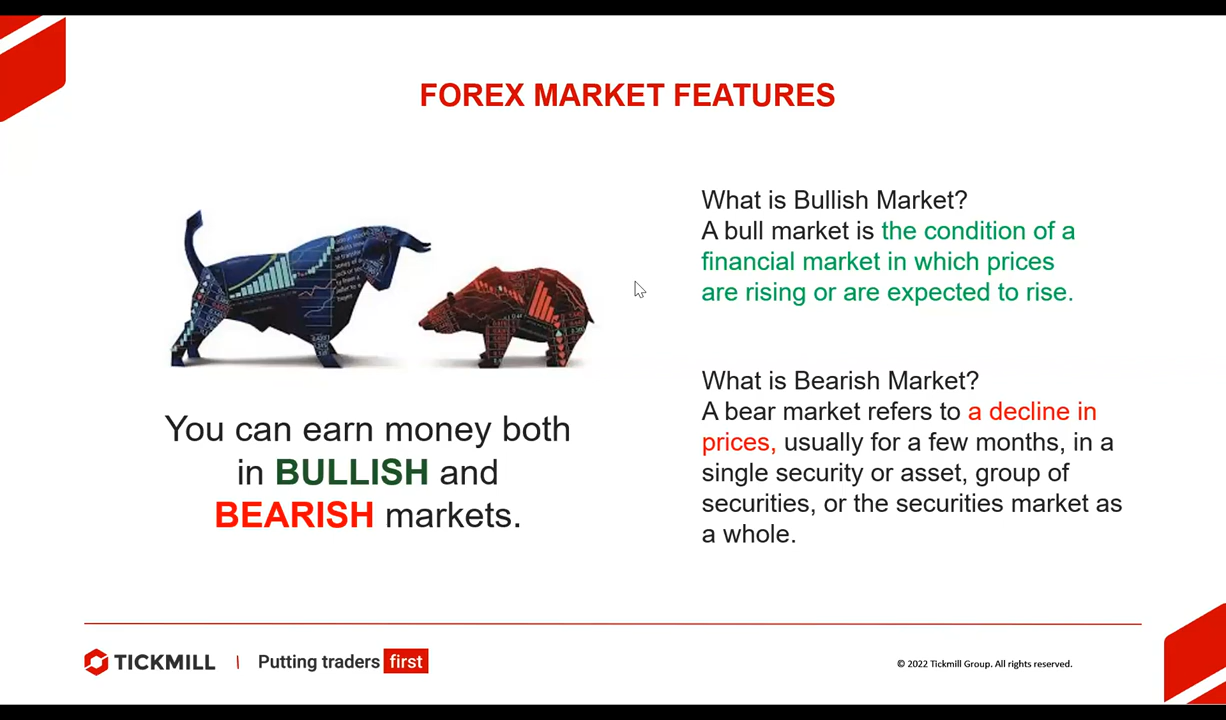 FOREX MARKET FEATURES
You can earn money both
in BULLISH and
BEARISH markets.
What is Bullish Market?
A bull market is the condition of a
financial market in which prices
are rising or are expected to rise.
What is Bearish Market?
A bear market refers to a decline in
prices, usually for a few months, in a
single security or asset, group of
securities, or the securities market as
a whole.
TICKMILL | Putting traders first
© 2022 Tickmill Group. All rights reserved.